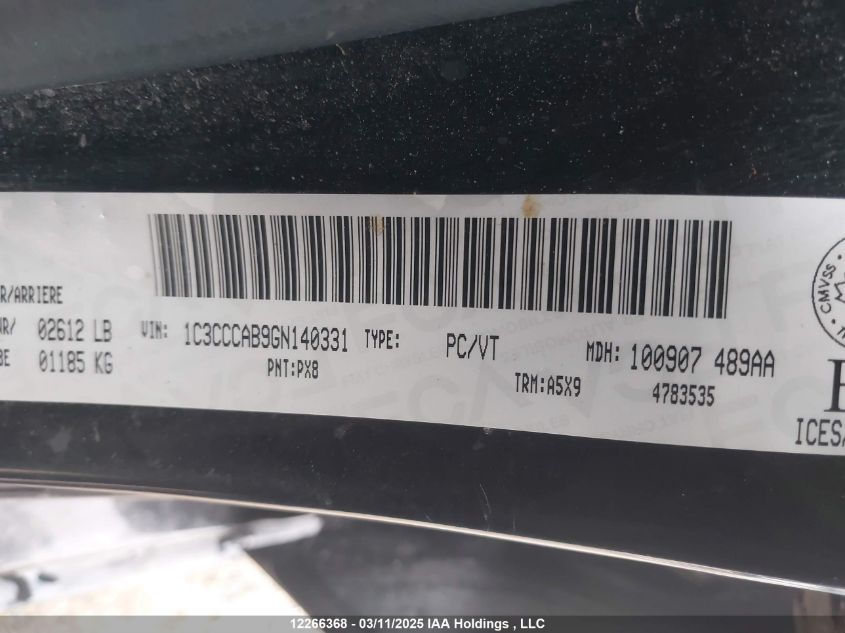 R/ARRIERE
02612 LB
01185 KG
VIN: 1C3CCCAB9GN140331 TYPE: PC/VT MDH: 100907 489AA
PNT:PX8 TRM:A5X9 4783535
CMVSS
ICES
12266368 - 03/11/2025 IAA Holdings , LLC